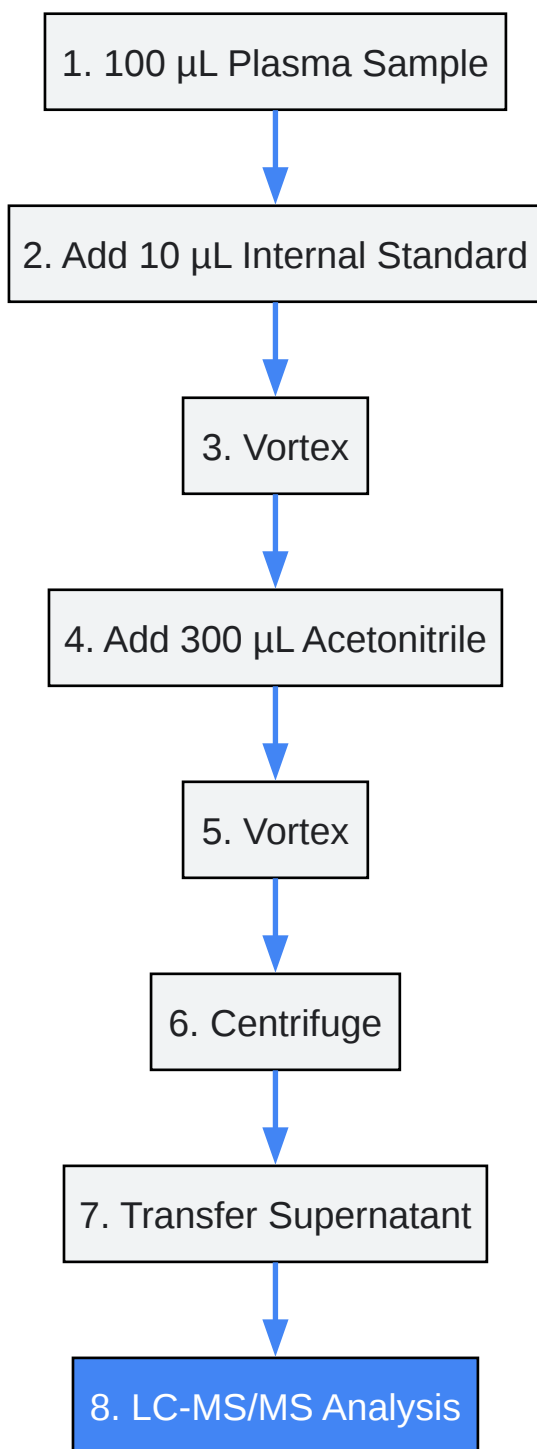 1. 100 µL Plasma Sample
2. Add 10 µL Internal Standard
3. Vortex
4. Add 300 µL Acetonitrile
5. Vortex
6. Centrifuge
7. Transfer Supernatant
8. LC-MS/MS Analysis